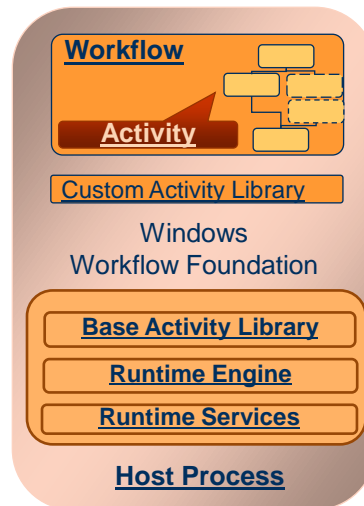 Workflow
Activity
Custom Activity Library
Windows
Workflow Foundation
Base Activity Library
Runtime Engine
Runtime Services
Host Process